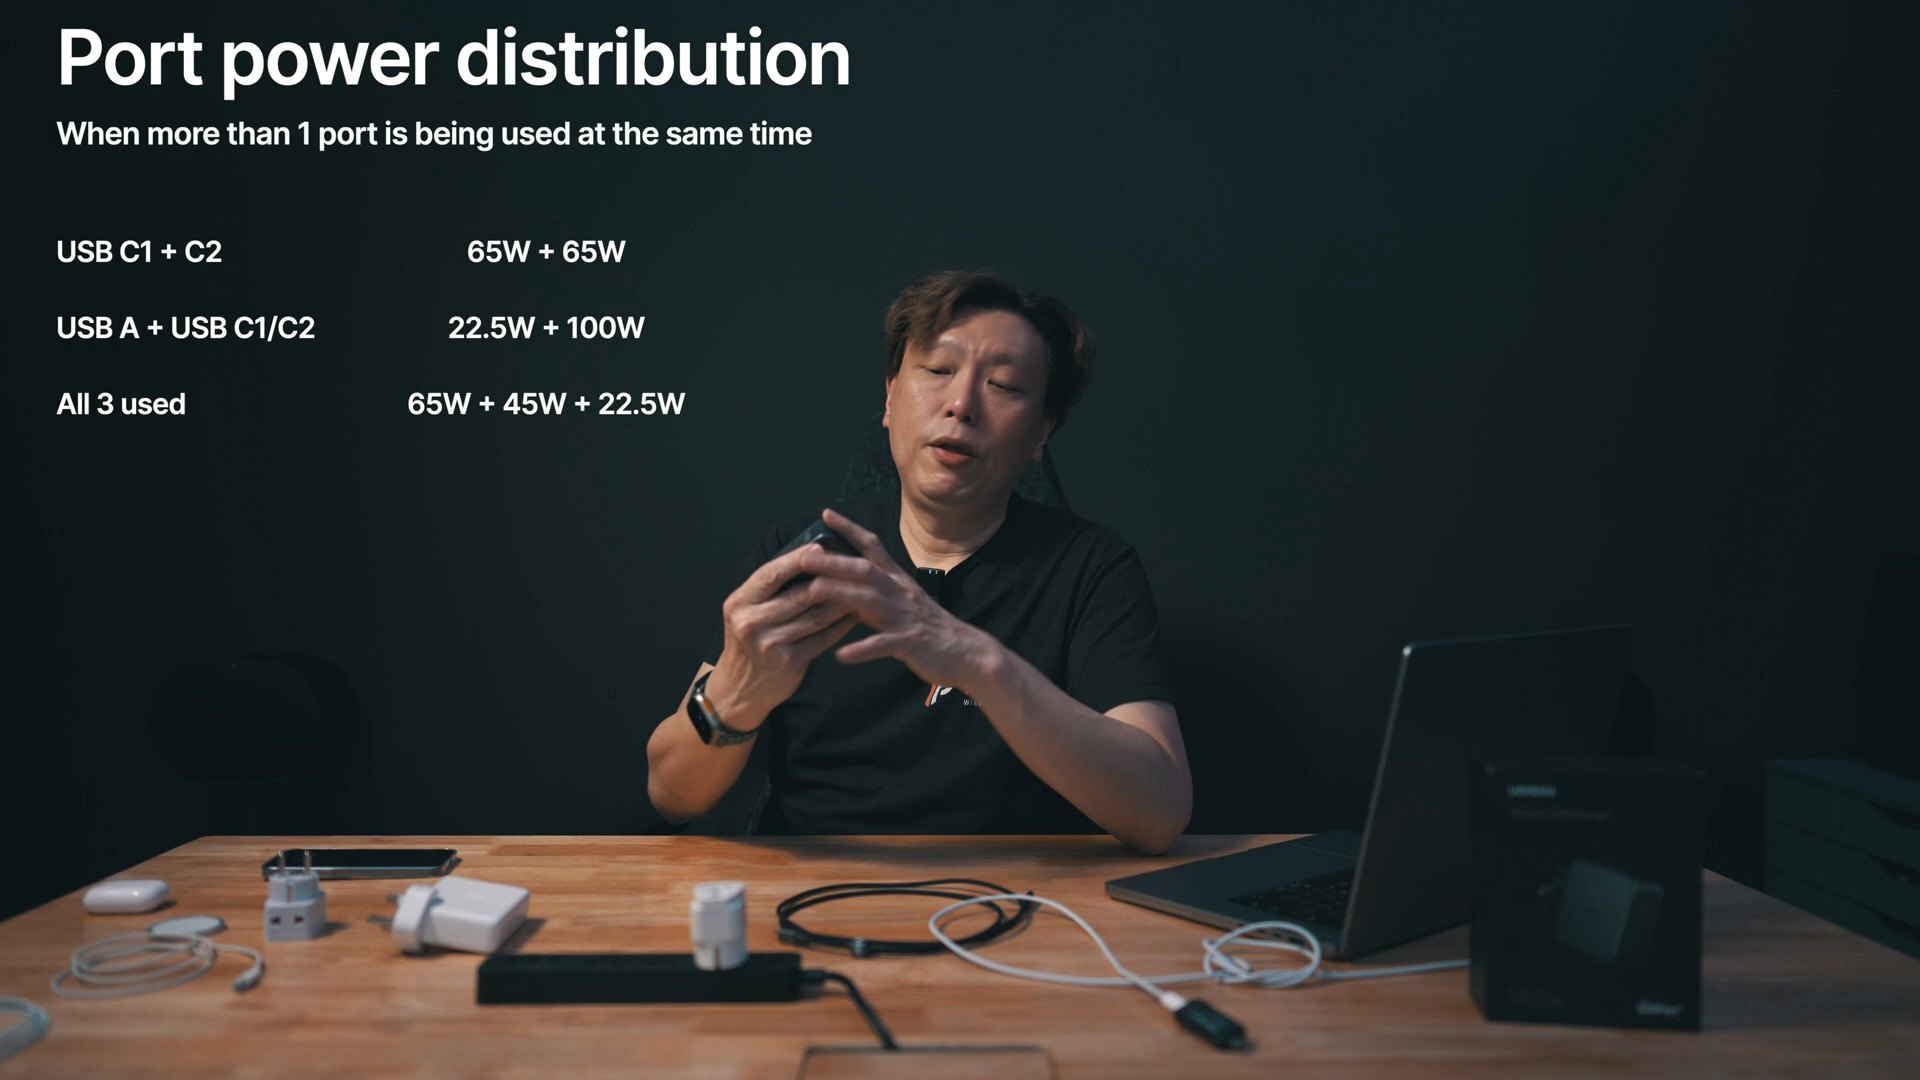 Port power distribution
When more than 1 port is being used at the same time
USB C1 + C2 65W + 65W
USB A + USB C1/C2 22.5W + 100W
All 3 used 65W + 45W + 22.5W
UGREEN